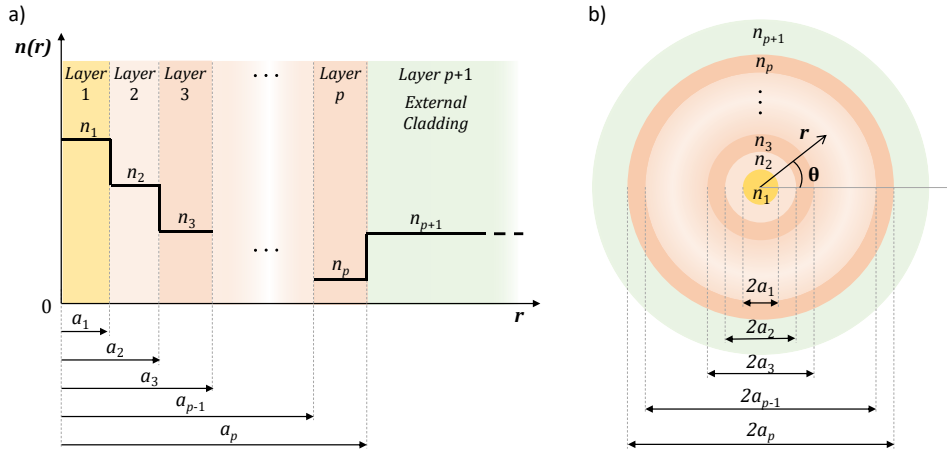 a)
n(r)
Layer 1
Layer 2
Layer 3
. . .
Layer p
Layer p+1
External Cladding
n₁
n₂
n₃
. . .
nₚ
nₚ₊₁
0
r
a₁
a₂
a₃
aₚ₋₁
aₚ
b)
nₚ₊₁
nₚ
⋮
r
n₃
n₂
θ
n₁
2a₁
2a₂
2a₃
2aₚ₋₁
2aₚ